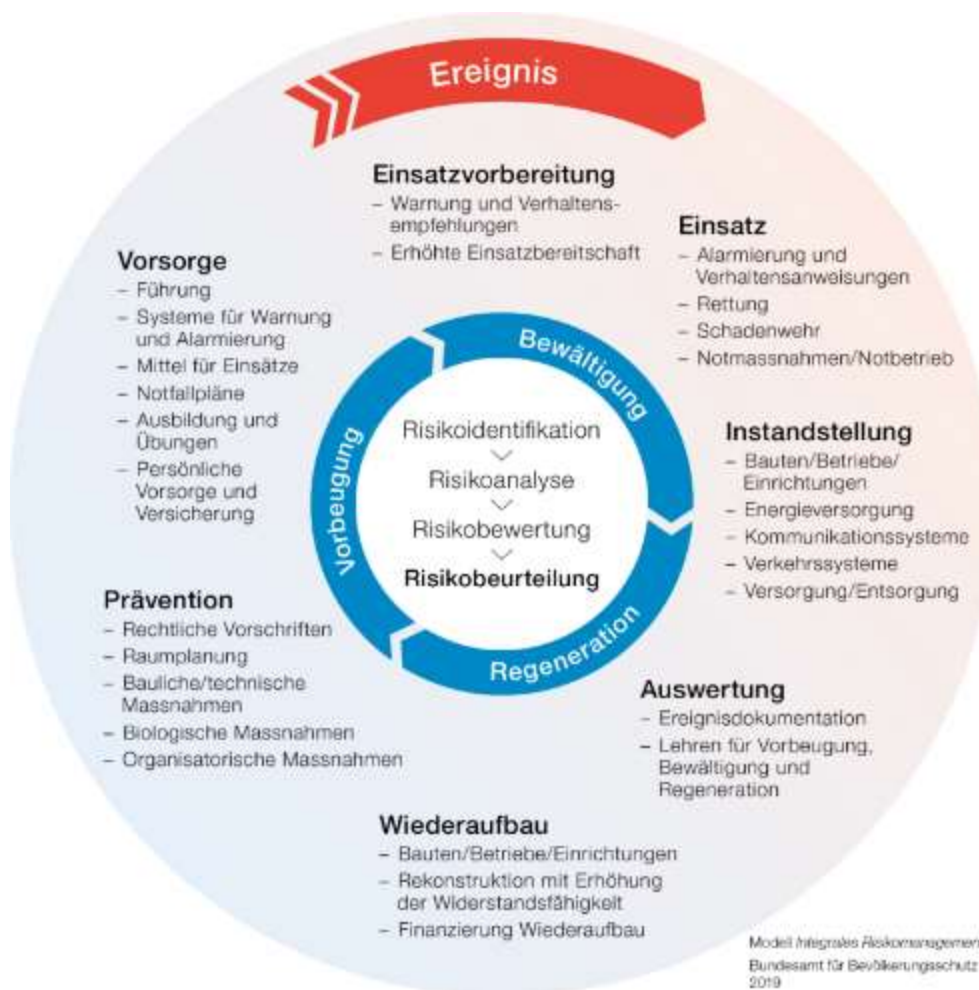 Ereignis
Einsatzvorbereitung
– Warnung und Verhaltens-
empfehlungen
– Erhöhte Einsatzbereitschaft
Einsatz
– Alarmierung und
Verhaltensanweisungen
– Rettung
– Schadenwehr
– Notmassnahmen/Notbetrieb
Instandstellung
– Bauten/Betriebe/
Einrichtungen
– Energieversorgung
– Kommunikationssysteme
– Verkehrssysteme
– Versorgung/Entsorgung
Auswertung
– Ereignisdokumentation
– Lehren für Vorbeugung,
Bewältigung und
Regeneration
Wiederaufbau
– Bauten/Betriebe/Einrichtungen
– Rekonstruktion mit Erhöhung
der Widerstandsfähigkeit
– Finanzierung Wiederaufbau
Prävention
– Rechtliche Vorschriften
– Raumplanung
– Bauliche/technische
Massnahmen
– Biologische Massnahmen
– Organisatorische Massnahmen
Vorsorge
– Führung
– Systeme für Warnung
und Alarmierung
– Mittel für Einsätze
– Notfallpläne
– Ausbildung und
Übungen
– Persönliche
Vorsorge und
Versicherung
Bewältigung
Regeneration
Vorbeugung
Risikoidentifikation
Risikoanalyse
Risikobewertung
Risikobeurteilung
Modell Integrales Risikomanagemen
Bundesamt für Bevölkerungsschutz
2019